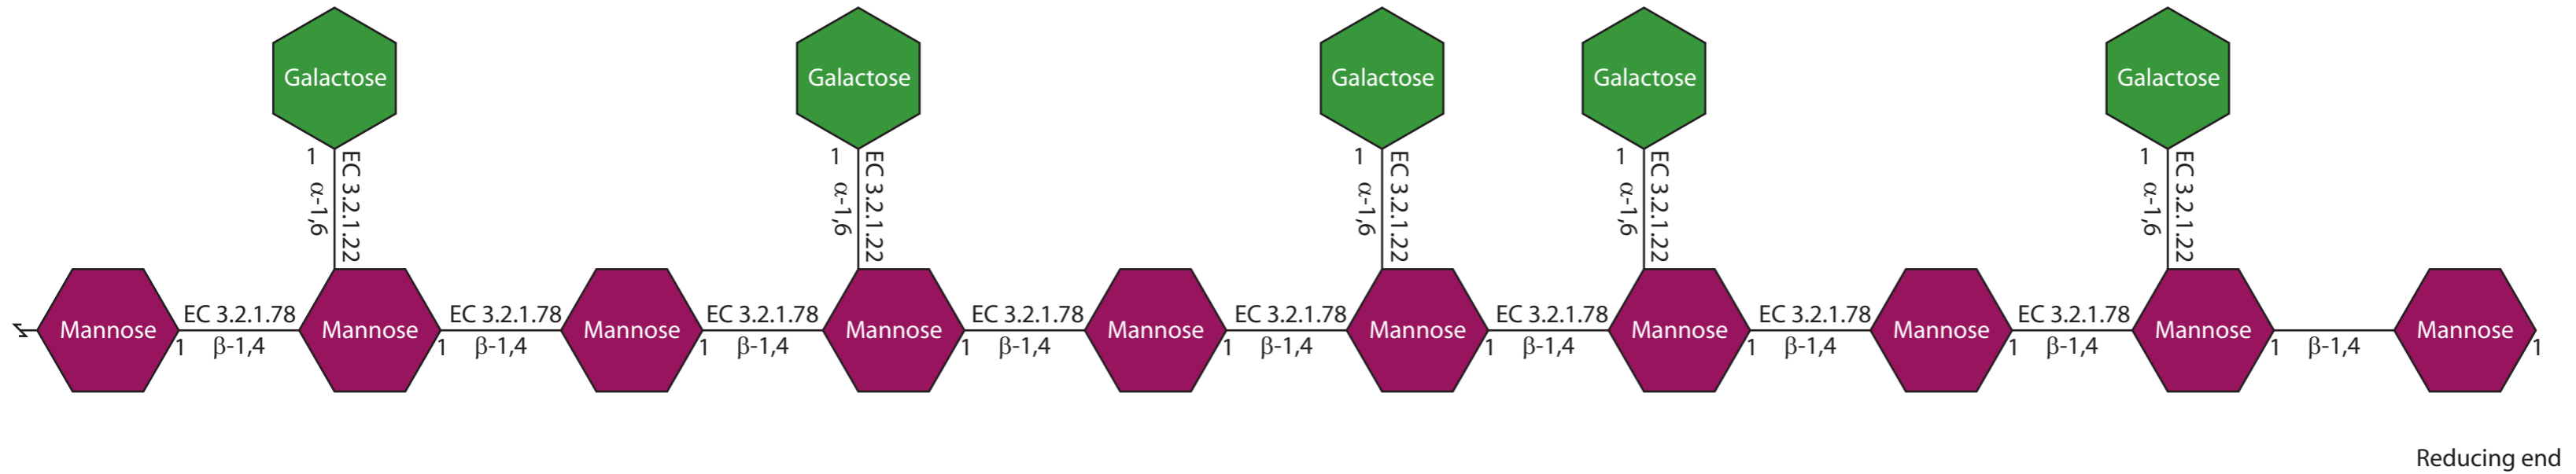 Galactose Galactose Galactose Galactose Galactose
1 1 1 1 1
α-1,6 α-1,6 α-1,6 α-1,6 α-1,6
EC 3.2.1.22 EC 3.2.1.22 EC 3.2.1.22 EC 3.2.1.22 EC 3.2.1.22
EC 3.2.1.78 EC 3.2.1.78 EC 3.2.1.78 EC 3.2.1.78 EC 3.2.1.78 EC 3.2.1.78 EC 3.2.1.78 EC 3.2.1.78
Mannose Mannose Mannose Mannose Mannose Mannose Mannose Mannose Mannose Mannose
1 β-1,4 1 β-1,4 1 β-1,4 1 β-1,4 1 β-1,4 1 β-1,4 1 β-1,4 1 β-1,4 1 β-1,4 1
Reducing end